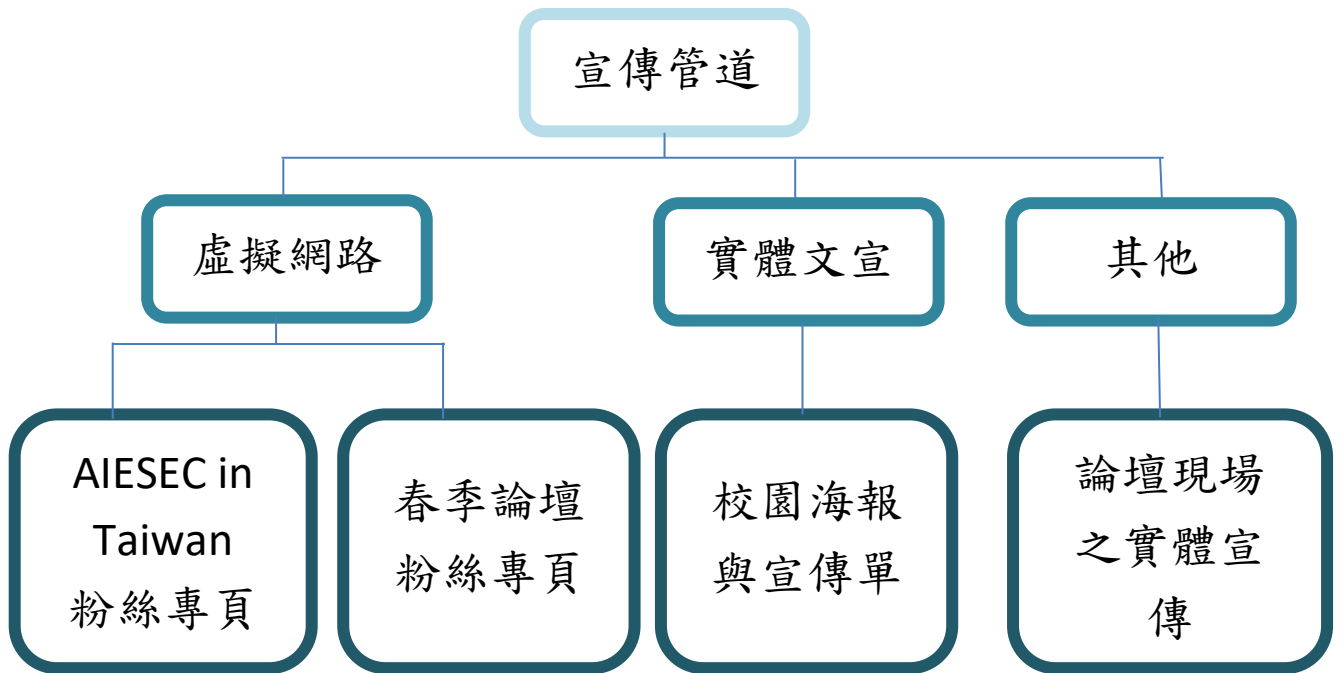 宣傳管道
虛擬網路
實體文宣
其他
AIESEC in
Taiwan
粉絲專頁
春季論壇
粉絲專頁
校園海報
與宣傳單
論壇現場
之實體宣
傳